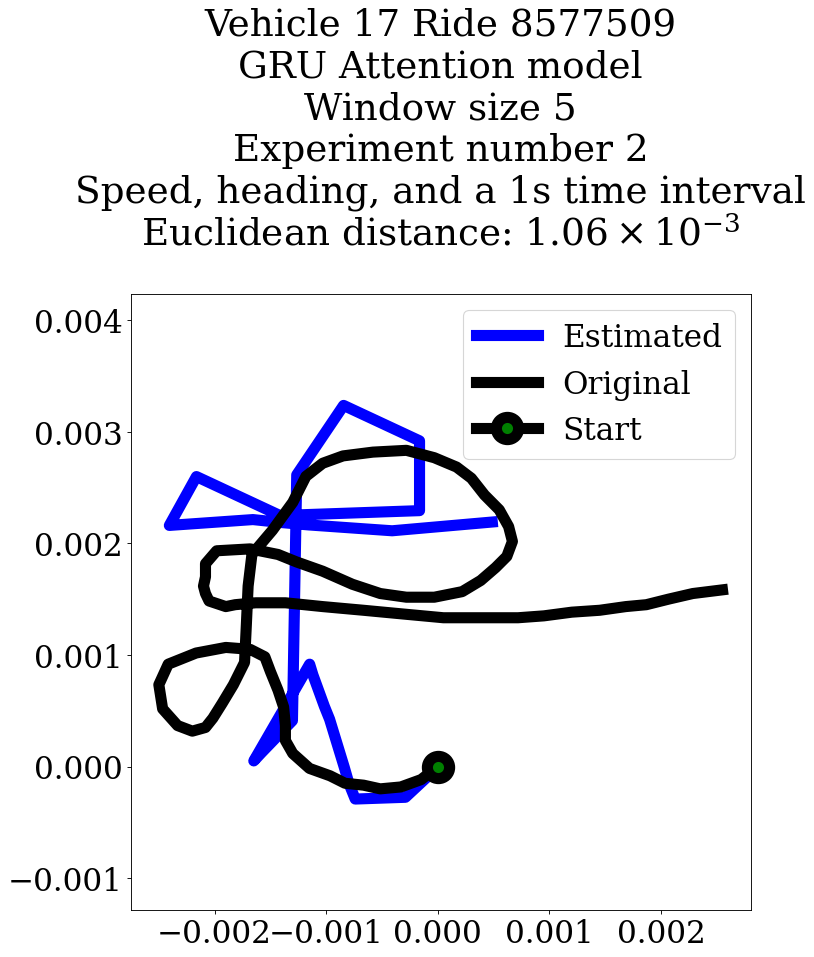 Vehicle 17 Ride 8577509
GRU Attention model
Window size 5
Experiment number 2
Speed, heading, and a 1s time interval
Euclidean distance: 1.06 × 10⁻³
Estimated
Original
Start
0.004
0.003
0.002
0.001
0.000
−0.001
−0.002 −0.001 0.000 0.001 0.002